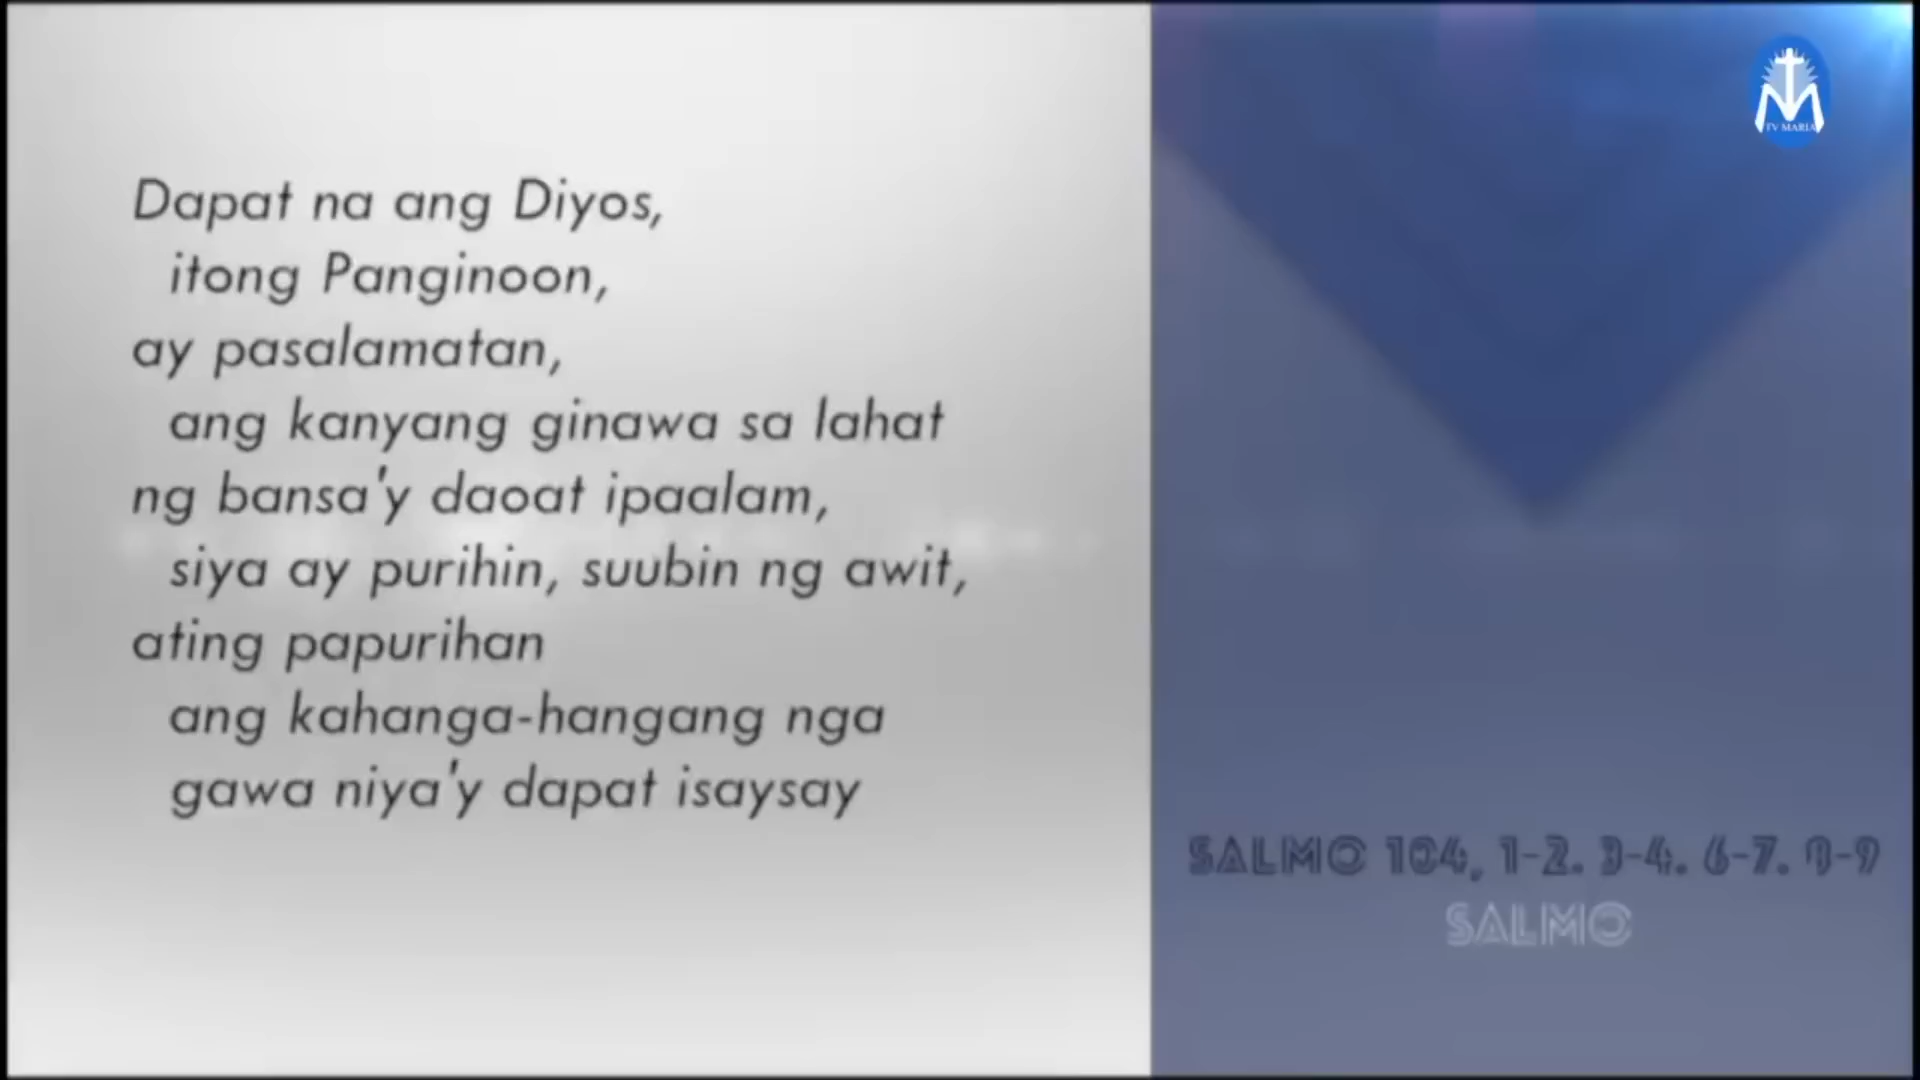 Dapat na ang Diyos,
itong Panginoon,
ay pasalamatan,
ang kanyang ginawa sa lahat
ng bansa'y daoat ipaalam,
siya ay purihin, suubin ng awit,
ating papurihan
ang kahanga-hangang nga
gawa niya'y dapat isaysay
TV MARIA
SALMO 104, 1-2. 3-4. 6-7. 8-9
SALMO